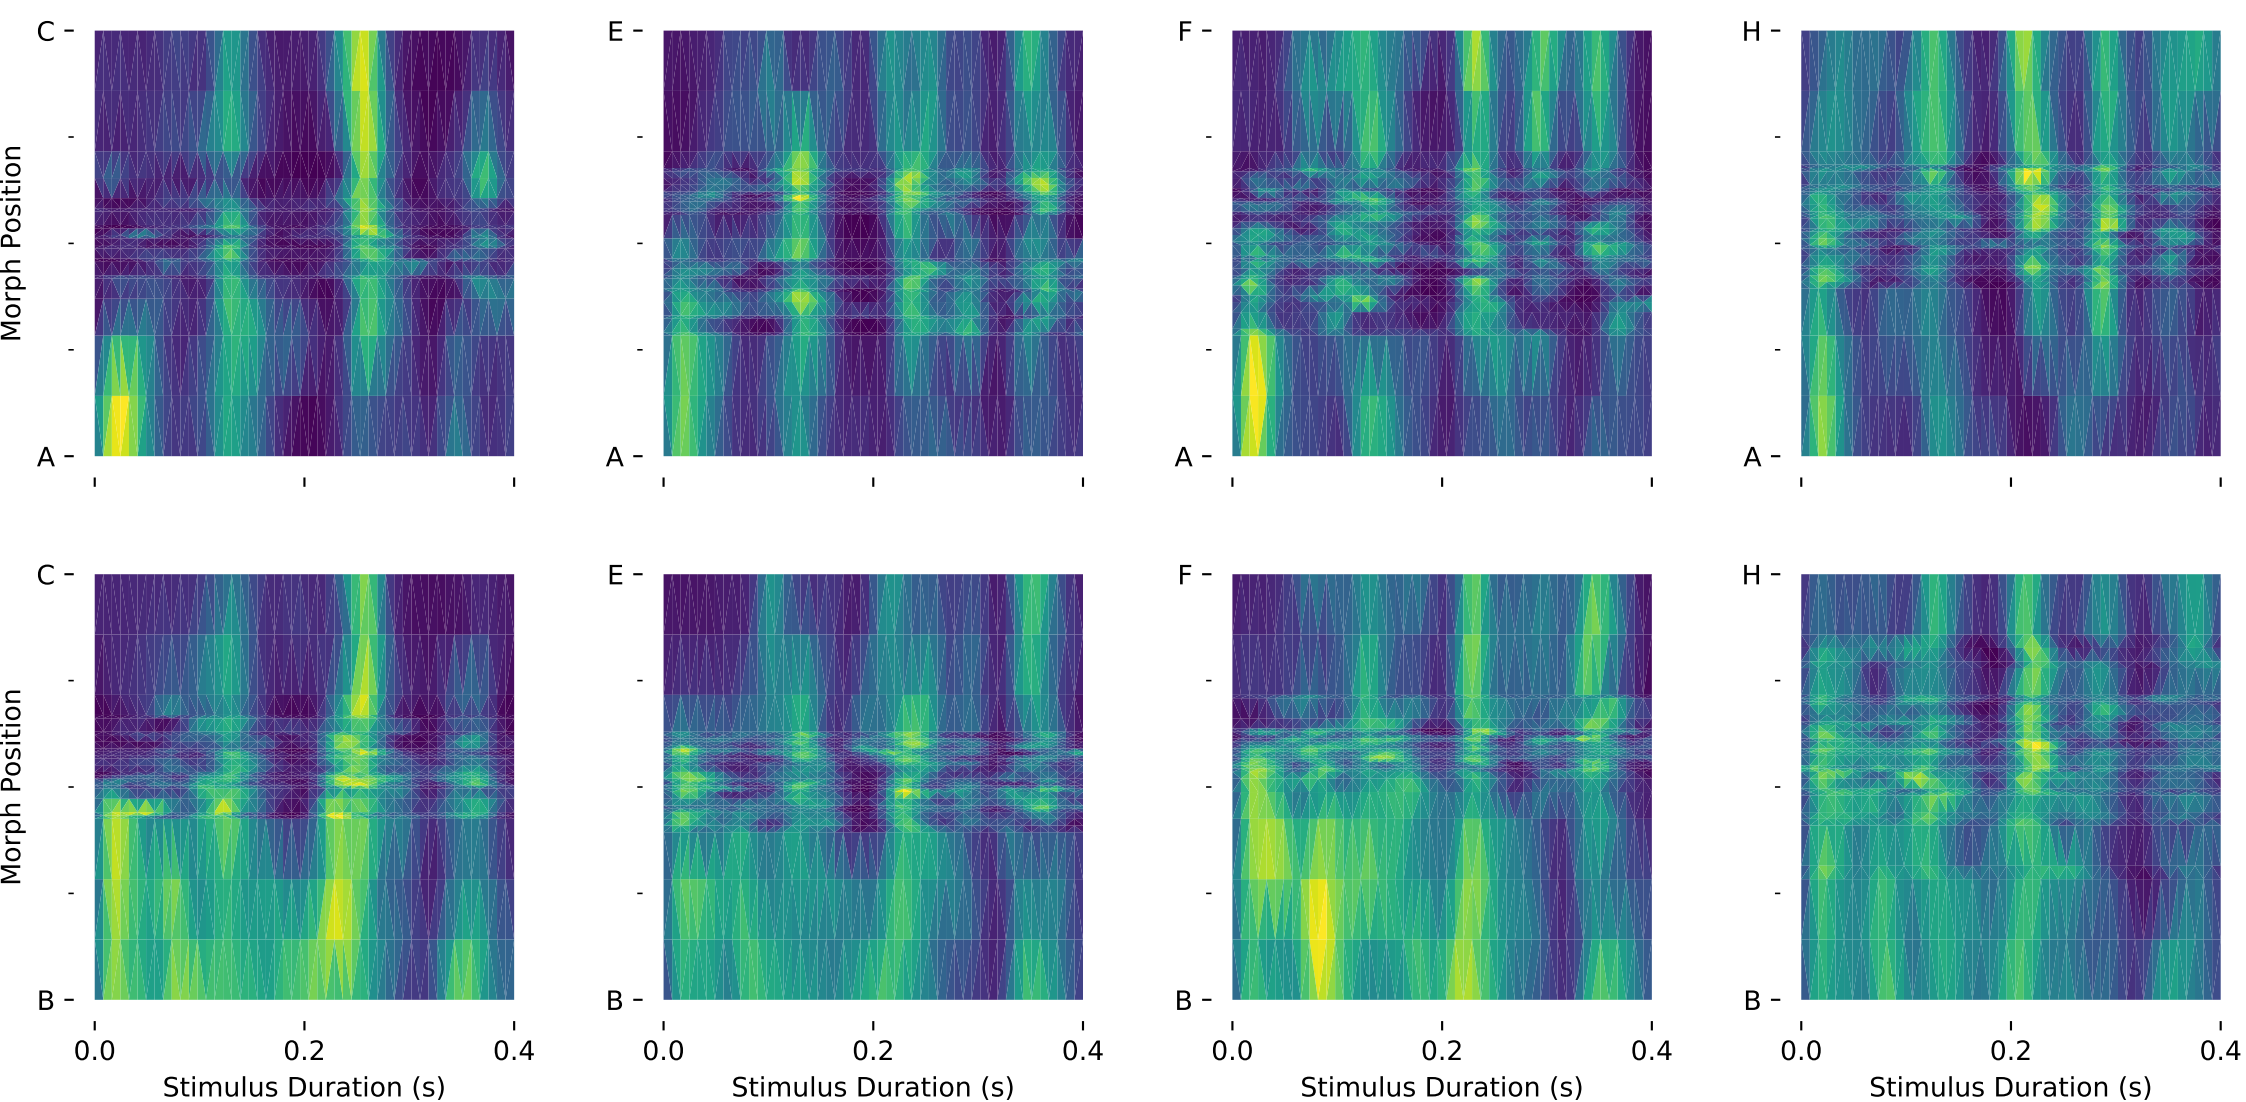 C E F H
Morph Position
A A A A
C E F H
Morph Position
B B B B
0.0 0.2 0.4 0.0 0.2 0.4 0.0 0.2 0.4 0.0 0.2 0.4
Stimulus Duration (s) Stimulus Duration (s) Stimulus Duration (s) Stimulus Duration (s)